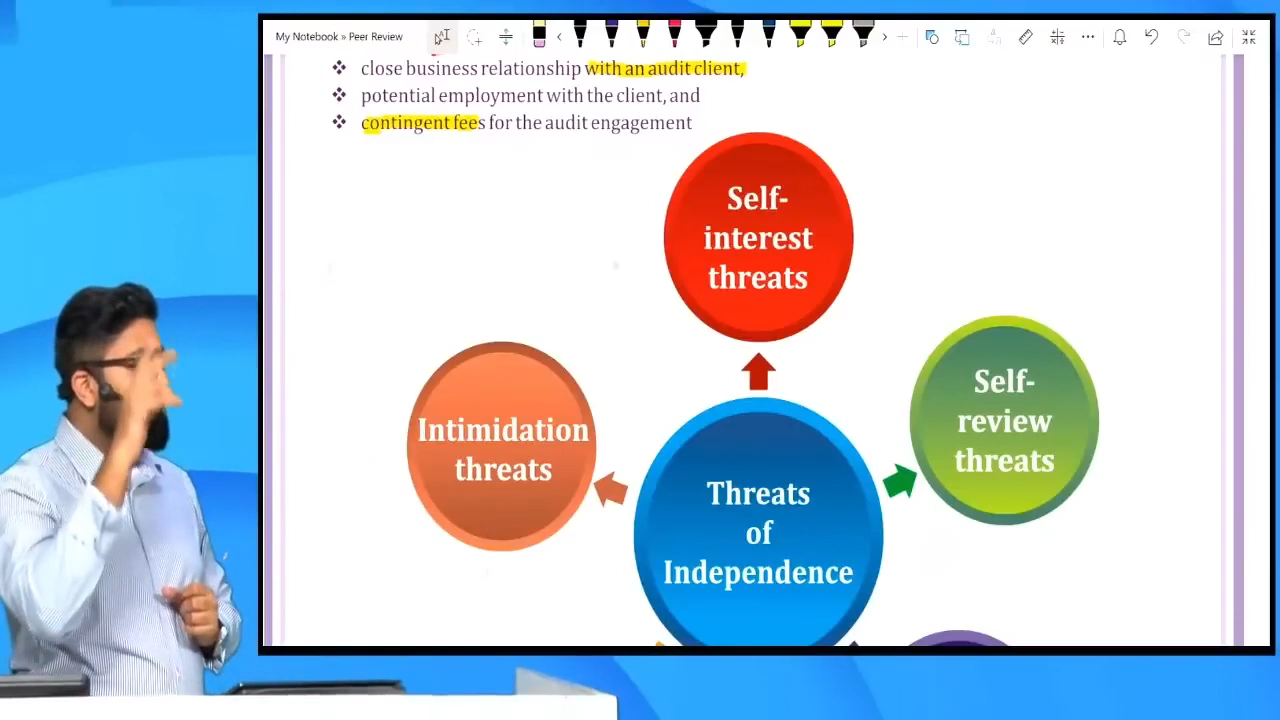 My Notebook » Peer Review
❖ close business relationship with an audit client,
❖ potential employment with the client, and
❖ contingent fees for the audit engagement
Self-
interest
threats
Intimidation
threats
Self-
review
threats
Threats
of
Independence